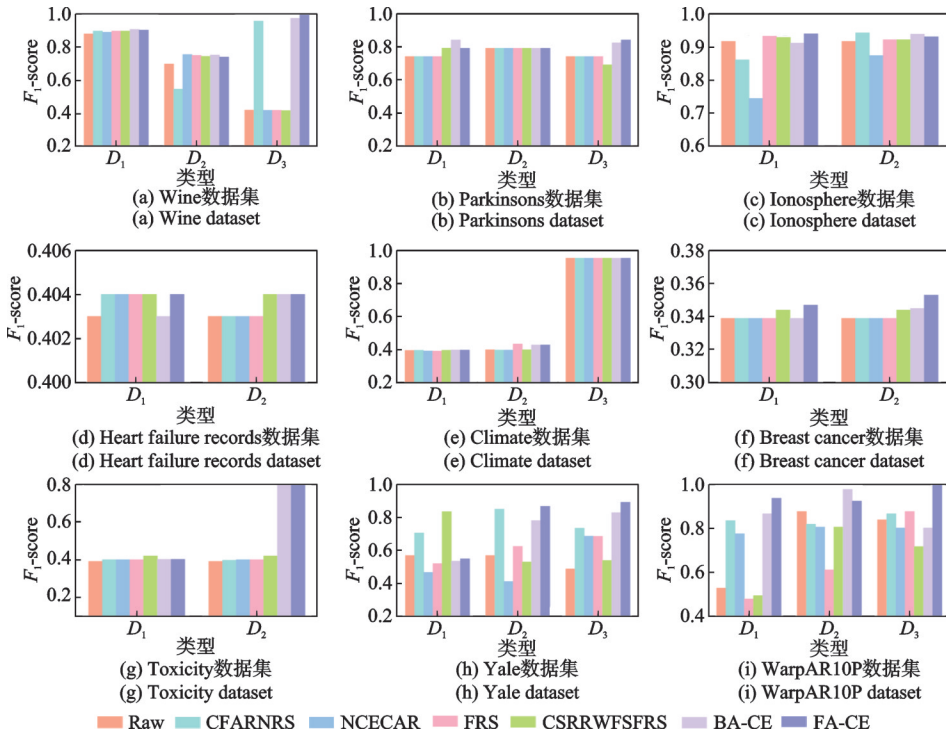 F1-score
1.0
0.8
0.6
0.4
0.2
D1 D2 D3
类型
(a) Wine数据集
(a) Wine dataset
F1-score
1.0
0.8
0.6
0.4
0.2
D1 D2 D3
类型
(b) Parkinsons数据集
(b) Parkinsons dataset
F1-score
1.0
0.9
0.8
0.7
0.6
D1 D2
类型
(c) Ionosphere数据集
(c) Ionosphere dataset
F1-score
0.406
0.404
0.402
0.400
D1 D2
类型
(d) Heart failure records数据集
(d) Heart failure records dataset
F1-score
1.0
0.8
0.6
0.4
0.2
D1 D2 D3
类型
(e) Climate数据集
(e) Climate dataset
F1-score
0.38
0.36
0.34
0.32
0.30
D1 D2
类型
(f) Breast cancer数据集
(f) Breast cancer dataset
F1-score
0.8
0.6
0.4
0.2
D1 D2
类型
(g) Toxicity数据集
(g) Toxicity dataset
F1-score
1.0
0.8
0.6
0.4
0.2
D1 D2 D3
类型
(h) Yale数据集
(h) Yale dataset
F1-score
1.0
0.8
0.6
0.4
D1 D2 D3
类型
(i) WarpAR10P数据集
(i) WarpAR10P dataset
Raw CFARNRS NCECAR FRS CSRRWFSFRS BA-CE FA-CE